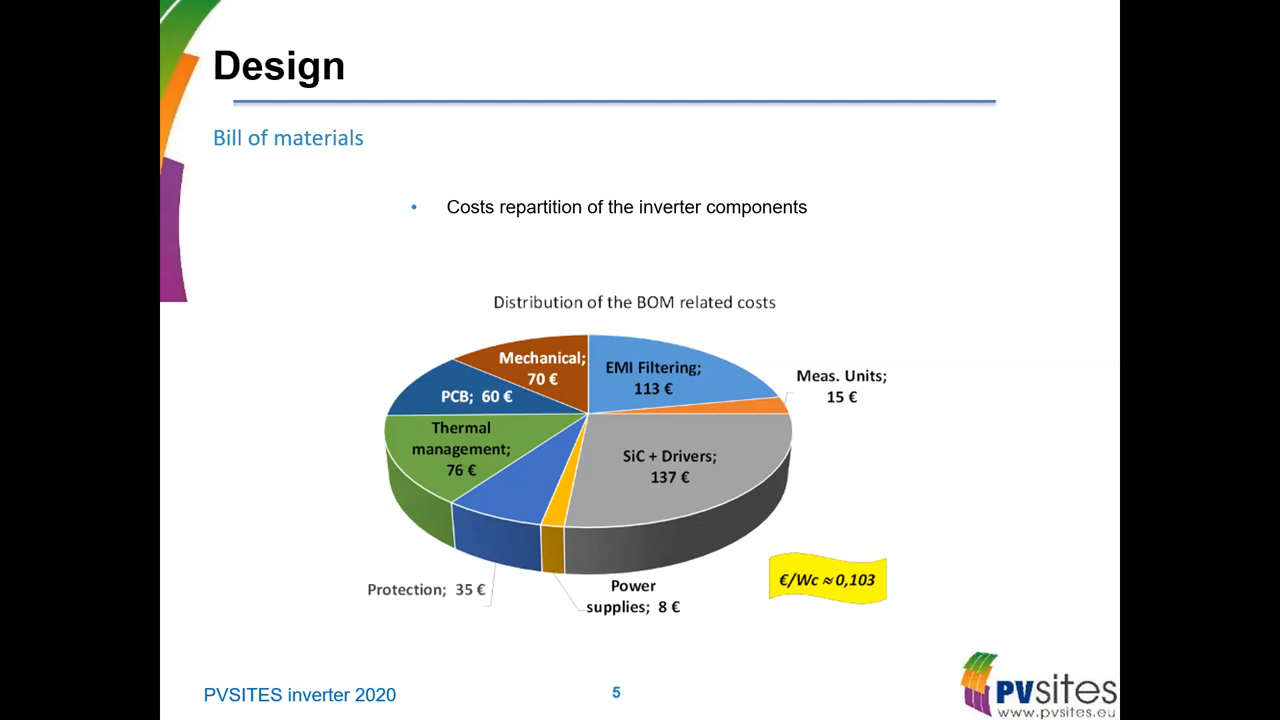 Design
Bill of materials
• Costs repartition of the inverter components
Distribution of the BOM related costs
Mechanical;
70 €
EMI Filtering;
113 €
Meas. Units;
15 €
PCB; 60 €
Thermal
management;
76 €
SiC + Drivers;
137 €
Protection; 35 €
Power
supplies; 8 €
€/Wc ≈ 0,103
PVSITES inverter 2020
5
PVsites
www.pvsites.eu